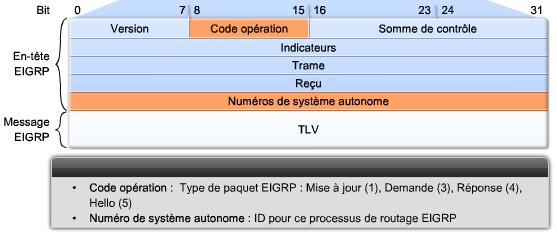 Bit 0 7 8 15 16 23 24 31
Version Code opération Somme de contrôle
En-tête EIGRP
Indicateurs
Trame
Reçu
Numéros de système autonome
Message EIGRP
TLV
• Code opération : Type de paquet EIGRP : Mise à jour (1), Demande (3), Réponse (4),
Hello (5)
• Numéro de système autonome : ID pour ce processus de routage EIGRP